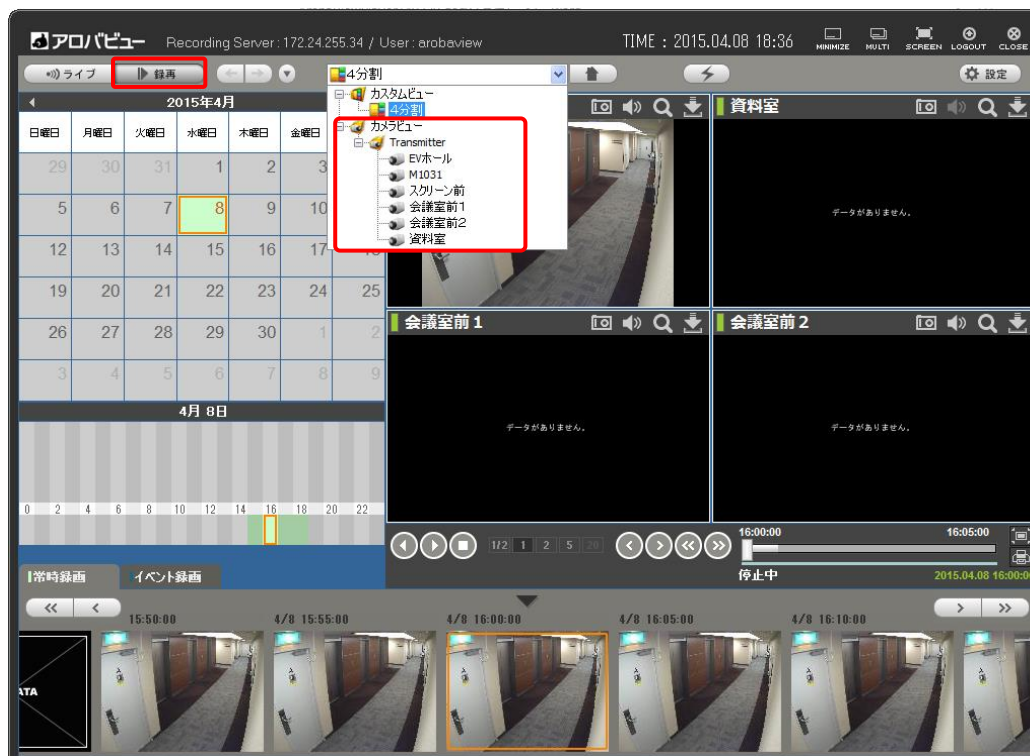 アロバビュー Recording Server : 172.24.255.34 / User : arobaview TIME : 2015.04.08 18:36 MINIMIZE MULTI SCREEN LOGOUT CLOSE
ライブ 録再 4分割 設定
カスタムビュー
4分割
カメラビュー
Transmitter
EVホール
M1031
スクリーン前
会議室前1
会議室前2
資料室
2015年4月
日曜日 月曜日 火曜日 水曜日 木曜日 金曜日
29 30 31 1 2 3
5 6 7 8 9 10
12 13 14 15 16 17 18
19 20 21 22 23 24 25
26 27 28 29 30 1 2
3 4 5 6 7 8 9
資料室
データがありません。
会議室前1
データがありません。
会議室前2
データがありません。
4月 8日
0 2 4 6 8 10 12 14 16 18 20 22
1/2 1 2 5 20
16:00:00 16:05:00
停止中 2015.04.08 16:00:00
常時録画 イベント録画
15:50:00 4/8 15:55:00 4/8 16:00:00 4/8 16:05:00 4/8 16:10:00
ATA